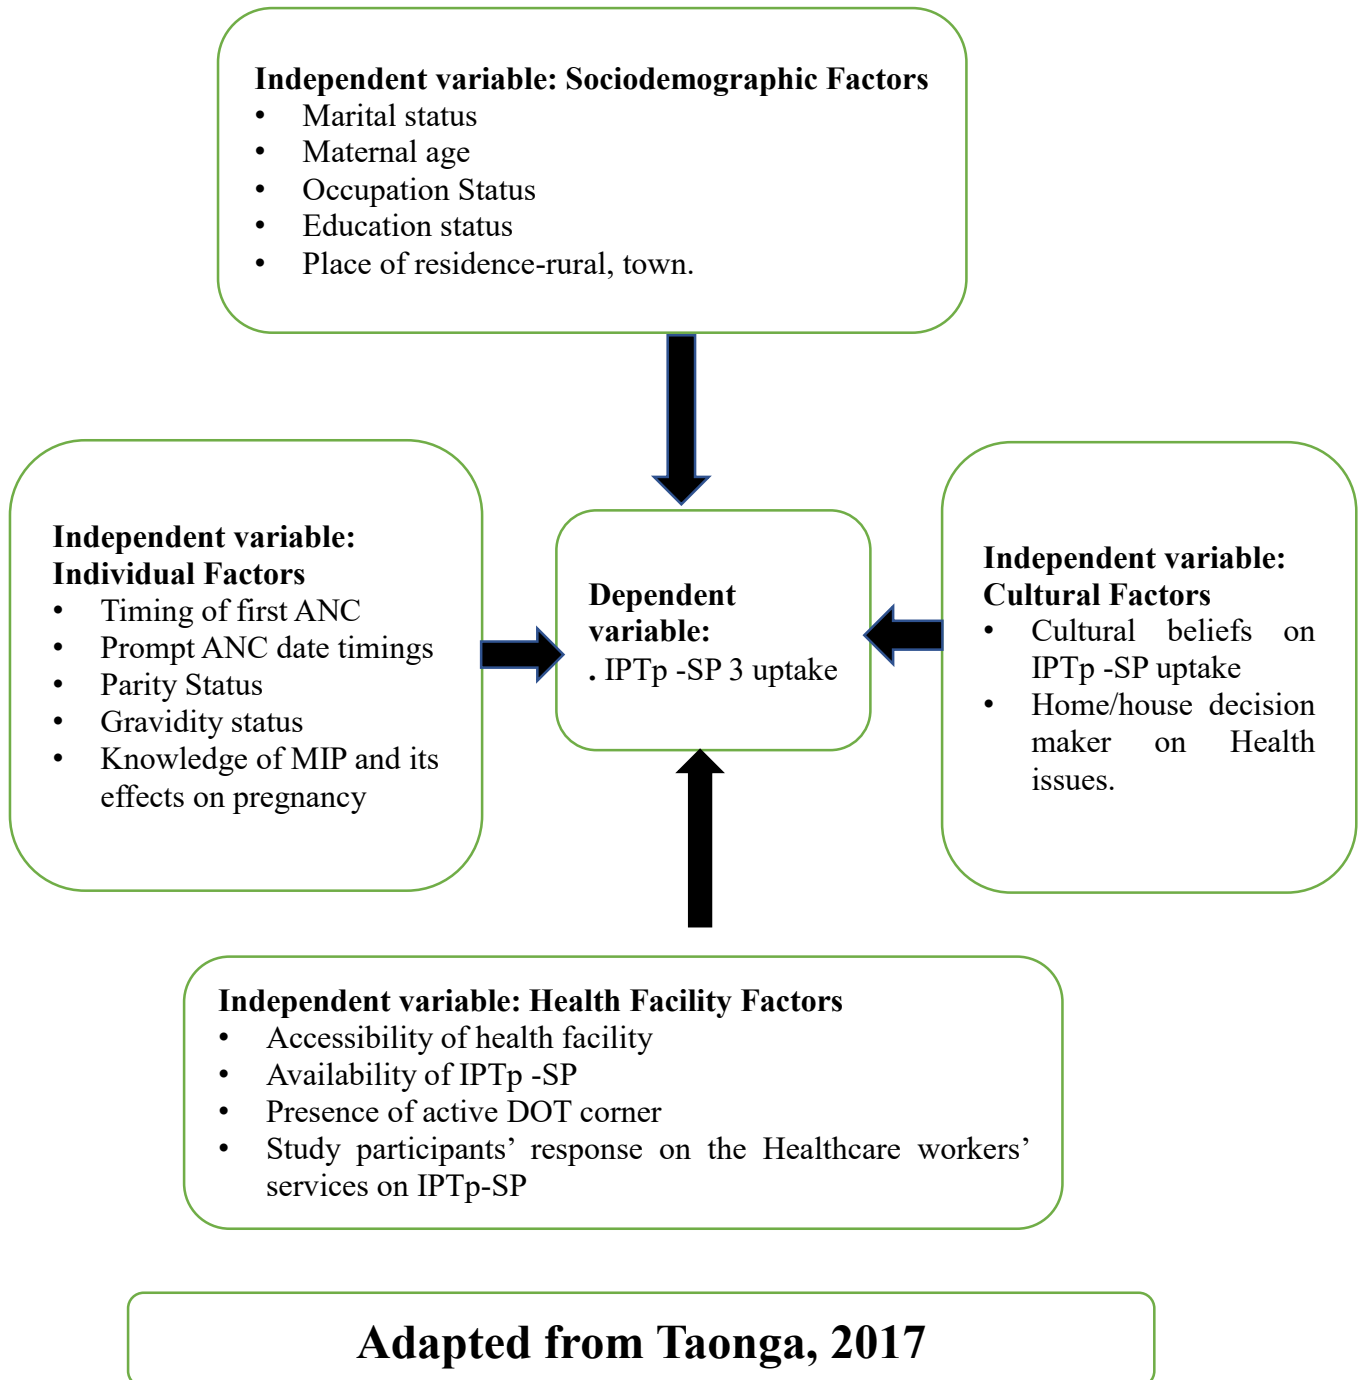 Independent variable: Sociodemographic Factors
• Marital status
• Maternal age
• Occupation Status
• Education status
• Place of residence-rural, town.
Independent variable:
Individual Factors
• Timing of first ANC
• Prompt ANC date timings
• Parity Status
• Gravidity status
• Knowledge of MIP and its
effects on pregnancy
Dependent
variable:
. IPTp -SP 3 uptake
Independent variable:
Cultural Factors
• Cultural beliefs on
IPTp -SP uptake
• Home/house decision
maker on Health
issues.
Independent variable: Health Facility Factors
• Accessibility of health facility
• Availability of IPTp -SP
• Presence of active DOT corner
• Study participants’ response on the Healthcare workers’
services on IPTp-SP
Adapted from Taonga, 2017